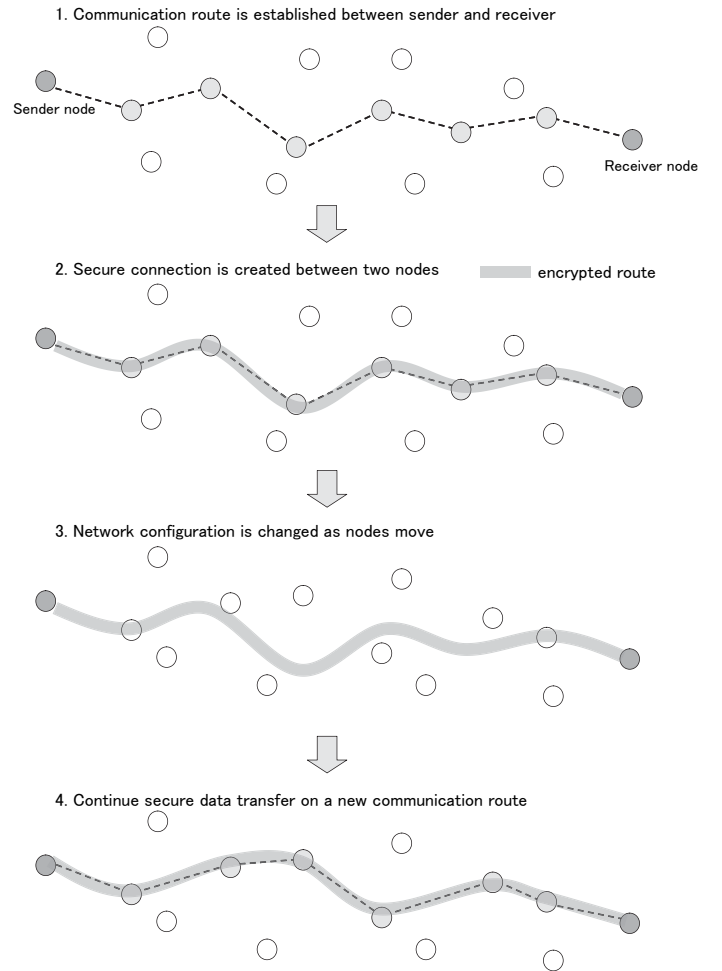 1. Communication route is established between sender and receiver
Sender node
Receiver node
2. Secure connection is created between two nodes
encrypted route
3. Network configuration is changed as nodes move
4. Continue secure data transfer on a new communication route